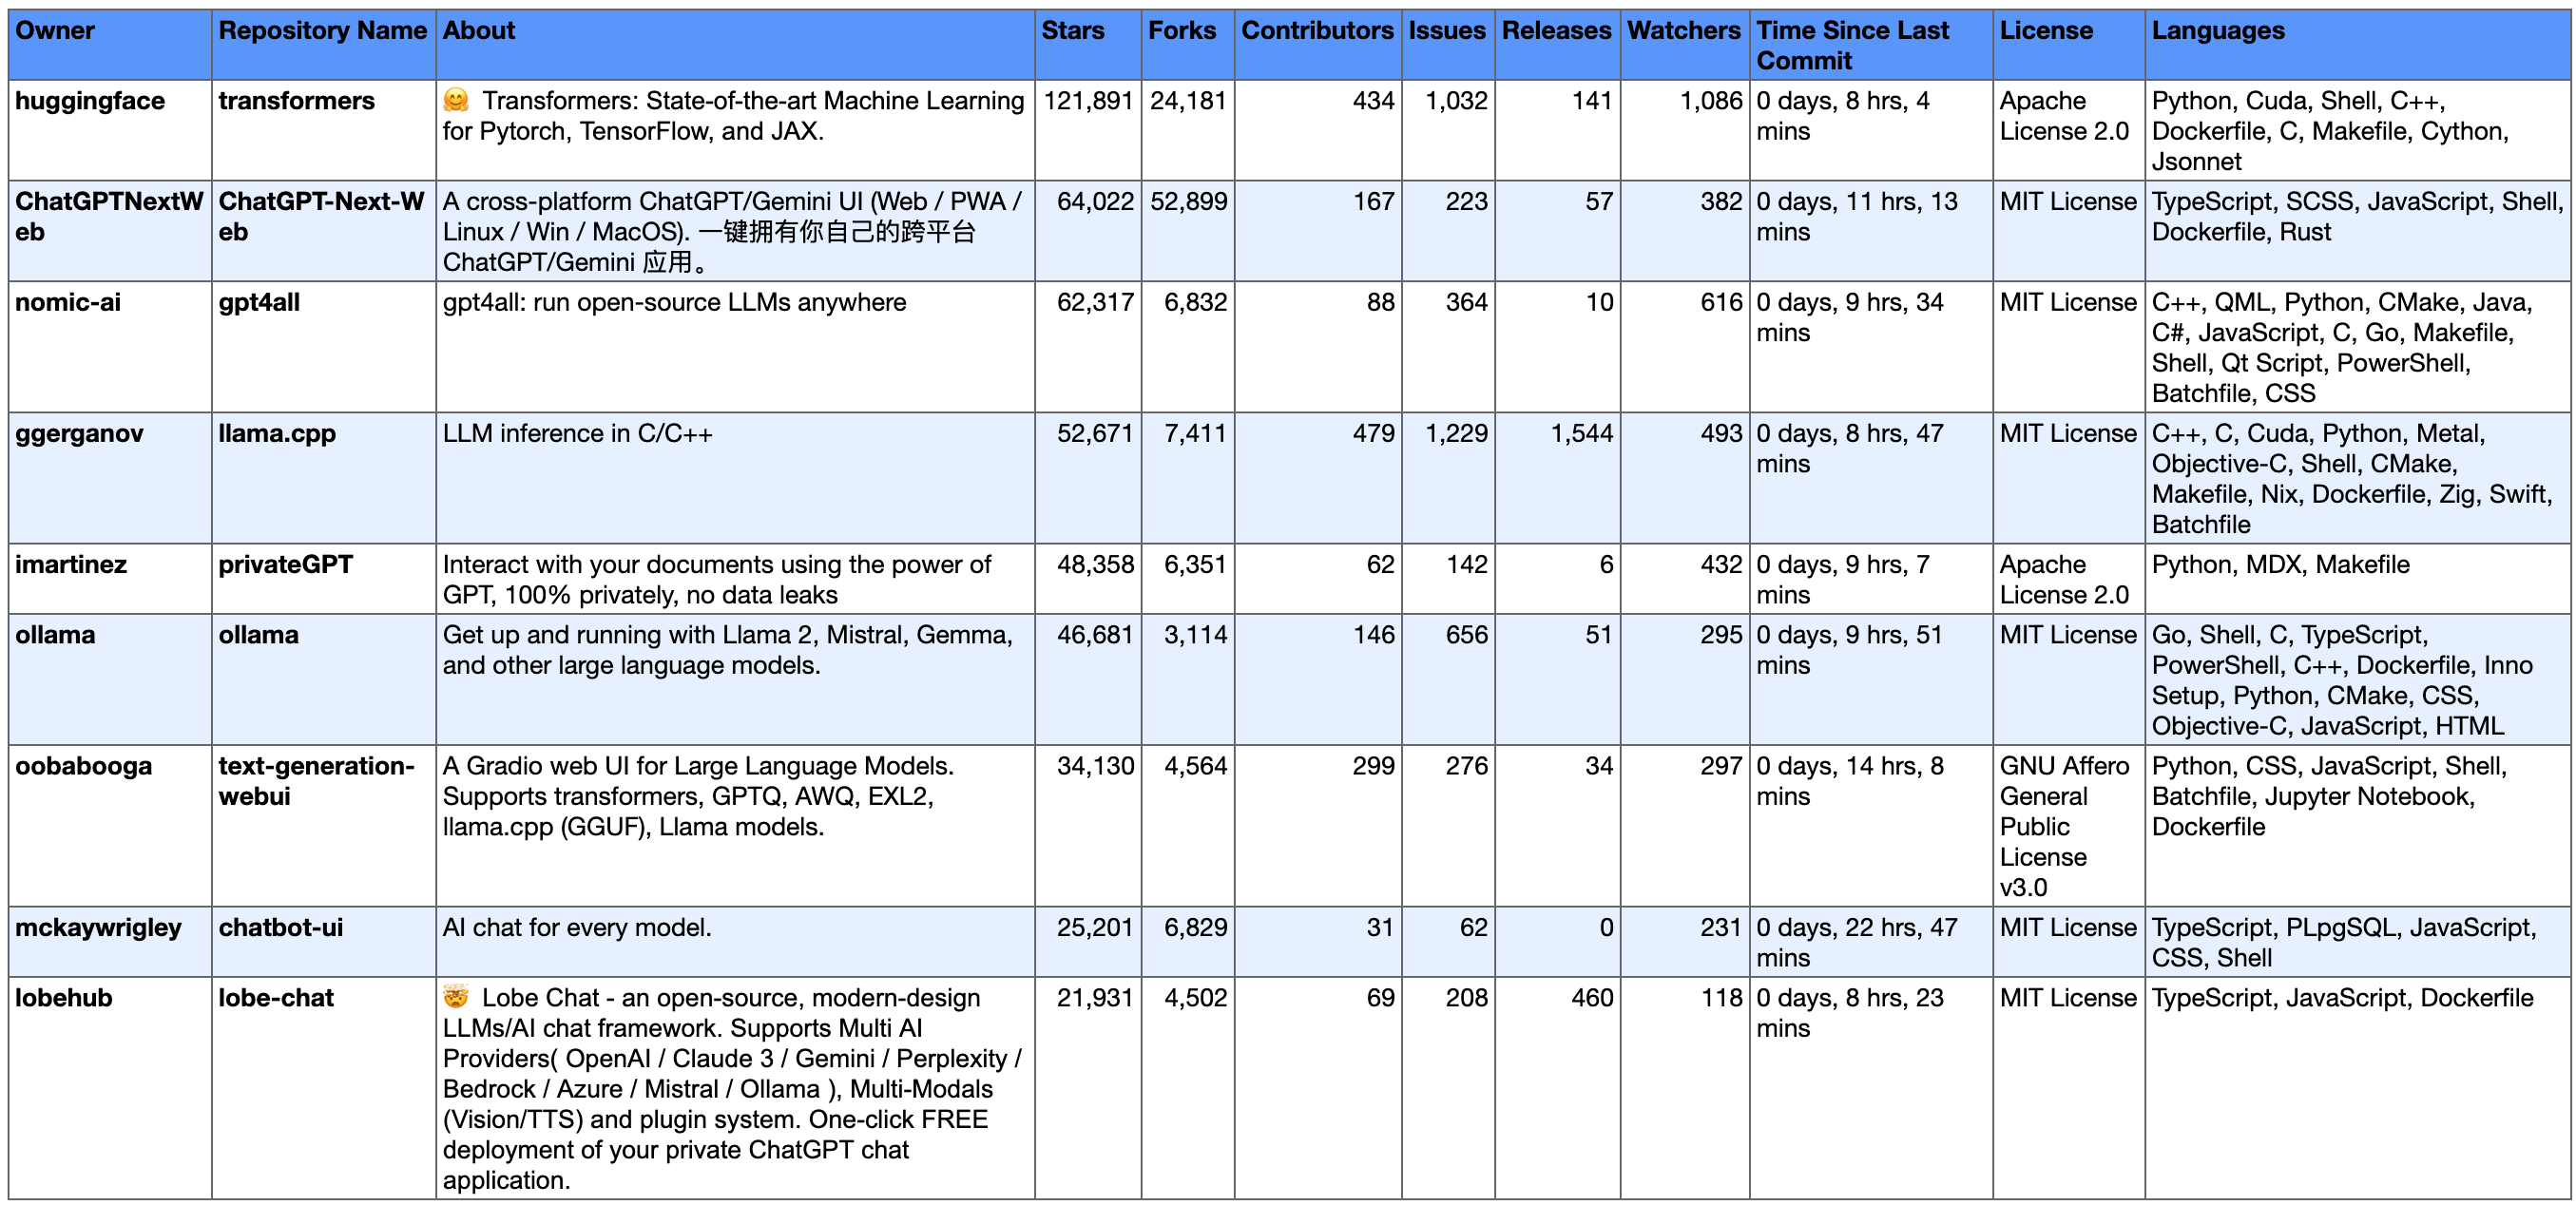 Owner Repository Name About Stars Forks Contributors Issues Releases Watchers Time Since Last Commit License Languages
huggingface transformers 🤗 Transformers: State-of-the-art Machine Learning for Pytorch, TensorFlow, and JAX. 121,891 24,181 434 1,032 141 1,086 0 days, 8 hrs, 4 mins Apache License 2.0 Python, Cuda, Shell, C++, Dockerfile, C, Makefile, Cython, Jsonnet
ChatGPTNextWeb ChatGPT-Next-Web A cross-platform ChatGPT/Gemini UI (Web / PWA / Linux / Win / MacOS). 一键拥有你自己的跨平台 ChatGPT/Gemini 应用。 64,022 52,899 167 223 57 382 0 days, 11 hrs, 13 mins MIT License TypeScript, SCSS, JavaScript, Shell, Dockerfile, Rust
nomic-ai gpt4all gpt4all: run open-source LLMs anywhere 62,317 6,832 88 364 10 616 0 days, 9 hrs, 34 mins MIT License C++, QML, Python, CMake, Java, C#, JavaScript, C, Go, Makefile, Shell, Qt Script, PowerShell, Batchfile, CSS
ggerganov llama.cpp LLM inference in C/C++ 52,671 7,411 479 1,229 1,544 493 0 days, 8 hrs, 47 mins MIT License C++, C, Cuda, Python, Metal, Objective-C, Shell, CMake, Makefile, Nix, Dockerfile, Zig, Swift, Batchfile
imartinez privateGPT Interact with your documents using the power of GPT, 100% privately, no data leaks 48,358 6,351 62 142 6 432 0 days, 9 hrs, 7 mins Apache License 2.0 Python, MDX, Makefile
ollama ollama Get up and running with Llama 2, Mistral, Gemma, and other large language models. 46,681 3,114 146 656 51 295 0 days, 9 hrs, 51 mins MIT License Go, Shell, C, TypeScript, PowerShell, C++, Dockerfile, Inno Setup, Python, CMake, CSS, Objective-C, JavaScript, HTML
oobabooga text-generation-webui A Gradio web UI for Large Language Models. Supports transformers, GPTQ, AWQ, EXL2, llama.cpp (GGUF), Llama models. 34,130 4,564 299 276 34 297 0 days, 14 hrs, 8 mins GNU Affero General Public License v3.0 Python, CSS, JavaScript, Shell, Batchfile, Jupyter Notebook, Dockerfile
mckaywrigley chatbot-ui AI chat for every model. 25,201 6,829 31 62 0 231 0 days, 22 hrs, 47 mins MIT License TypeScript, PLpgSQL, JavaScript, CSS, Shell
lobehub lobe-chat 🤯 Lobe Chat - an open-source, modern-design LLMs/AI chat framework. Supports Multi AI Providers( OpenAI / Claude 3 / Gemini / Perplexity / Bedrock / Azure / Mistral / Ollama ), Multi-Modals (Vision/TTS) and plugin system. One-click FREE deployment of your private ChatGPT chat application. 21,931 4,502 69 208 460 118 0 days, 8 hrs, 23 mins MIT License TypeScript, JavaScript, Dockerfile